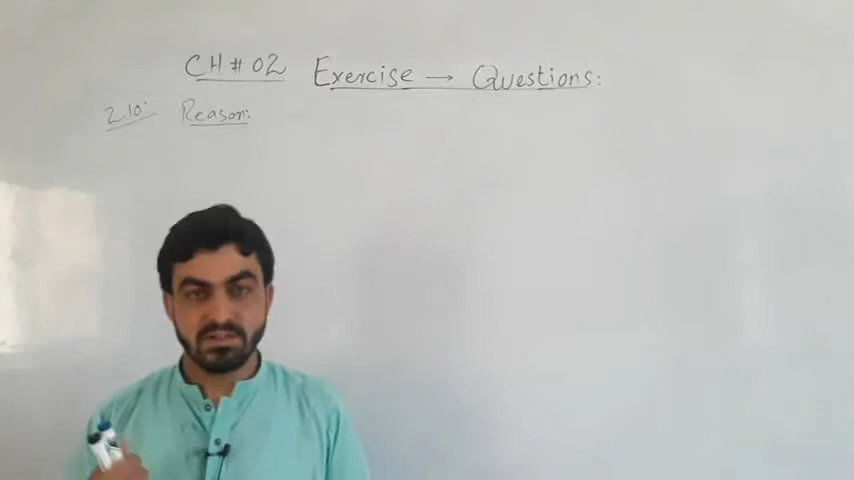 CH # 02 Exercise → Questions:
2.10: Reason: